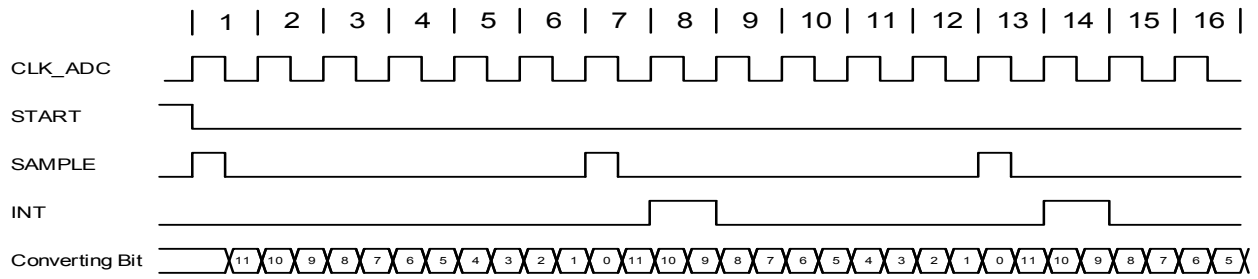 | 1 | 2 | 3 | 4 | 5 | 6 | 7 | 8 | 9 | 10 | 11 | 12 | 13 | 14 | 15 | 16 |
CLK_ADC
START
SAMPLE
INT
Converting Bit 11 10 9 8 7 6 5 4 3 2 1 0 11 10 9 8 7 6 5 4 3 2 1 0 11 10 9 8 7 6 5